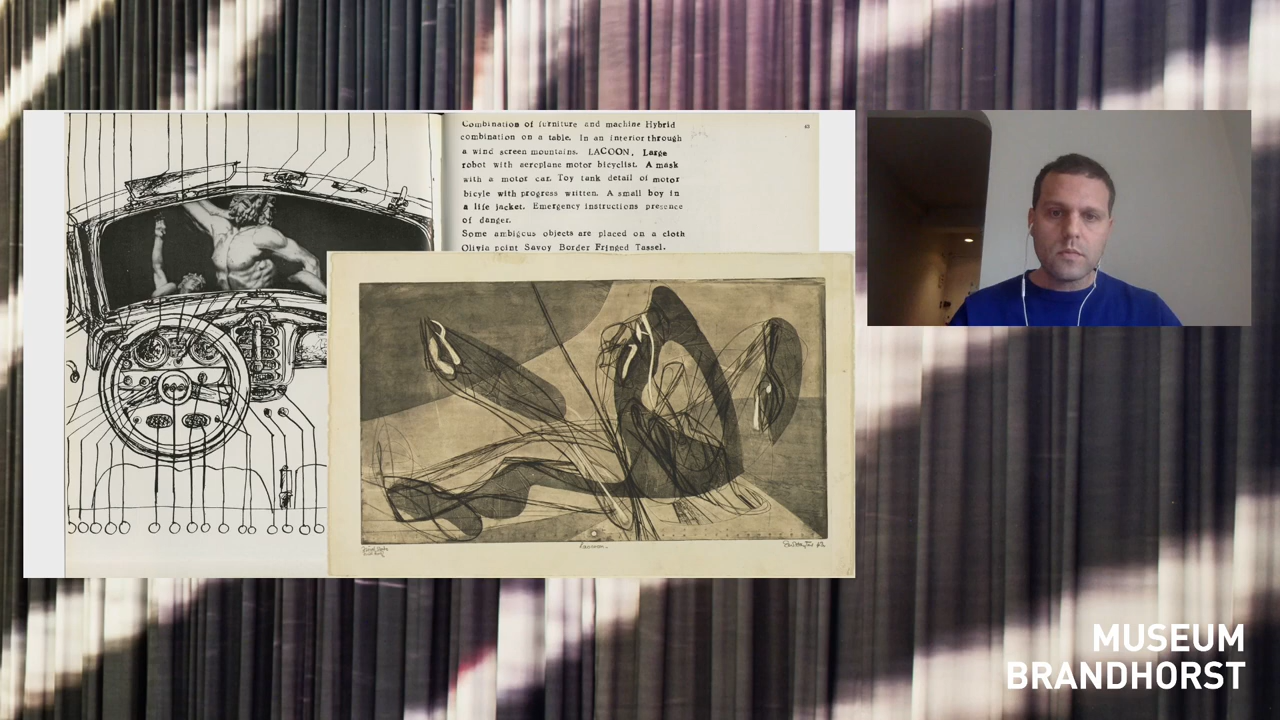 Combination of furniture and machine Hybrid
combination on a table. In an interior through
a wind screen mountains. LACOON, Large
robot with aeroplane motor bicyclist. A mask
with a motor car. Toy tank detail of motor
bicyle with progress written. A small boy in
a life jacket. Emergency instructions presence
of danger.
Some ambigous objects are placed on a cloth
Olivia point Savoy Border Fringed Tassel.
MUSEUM
BRANDHORST